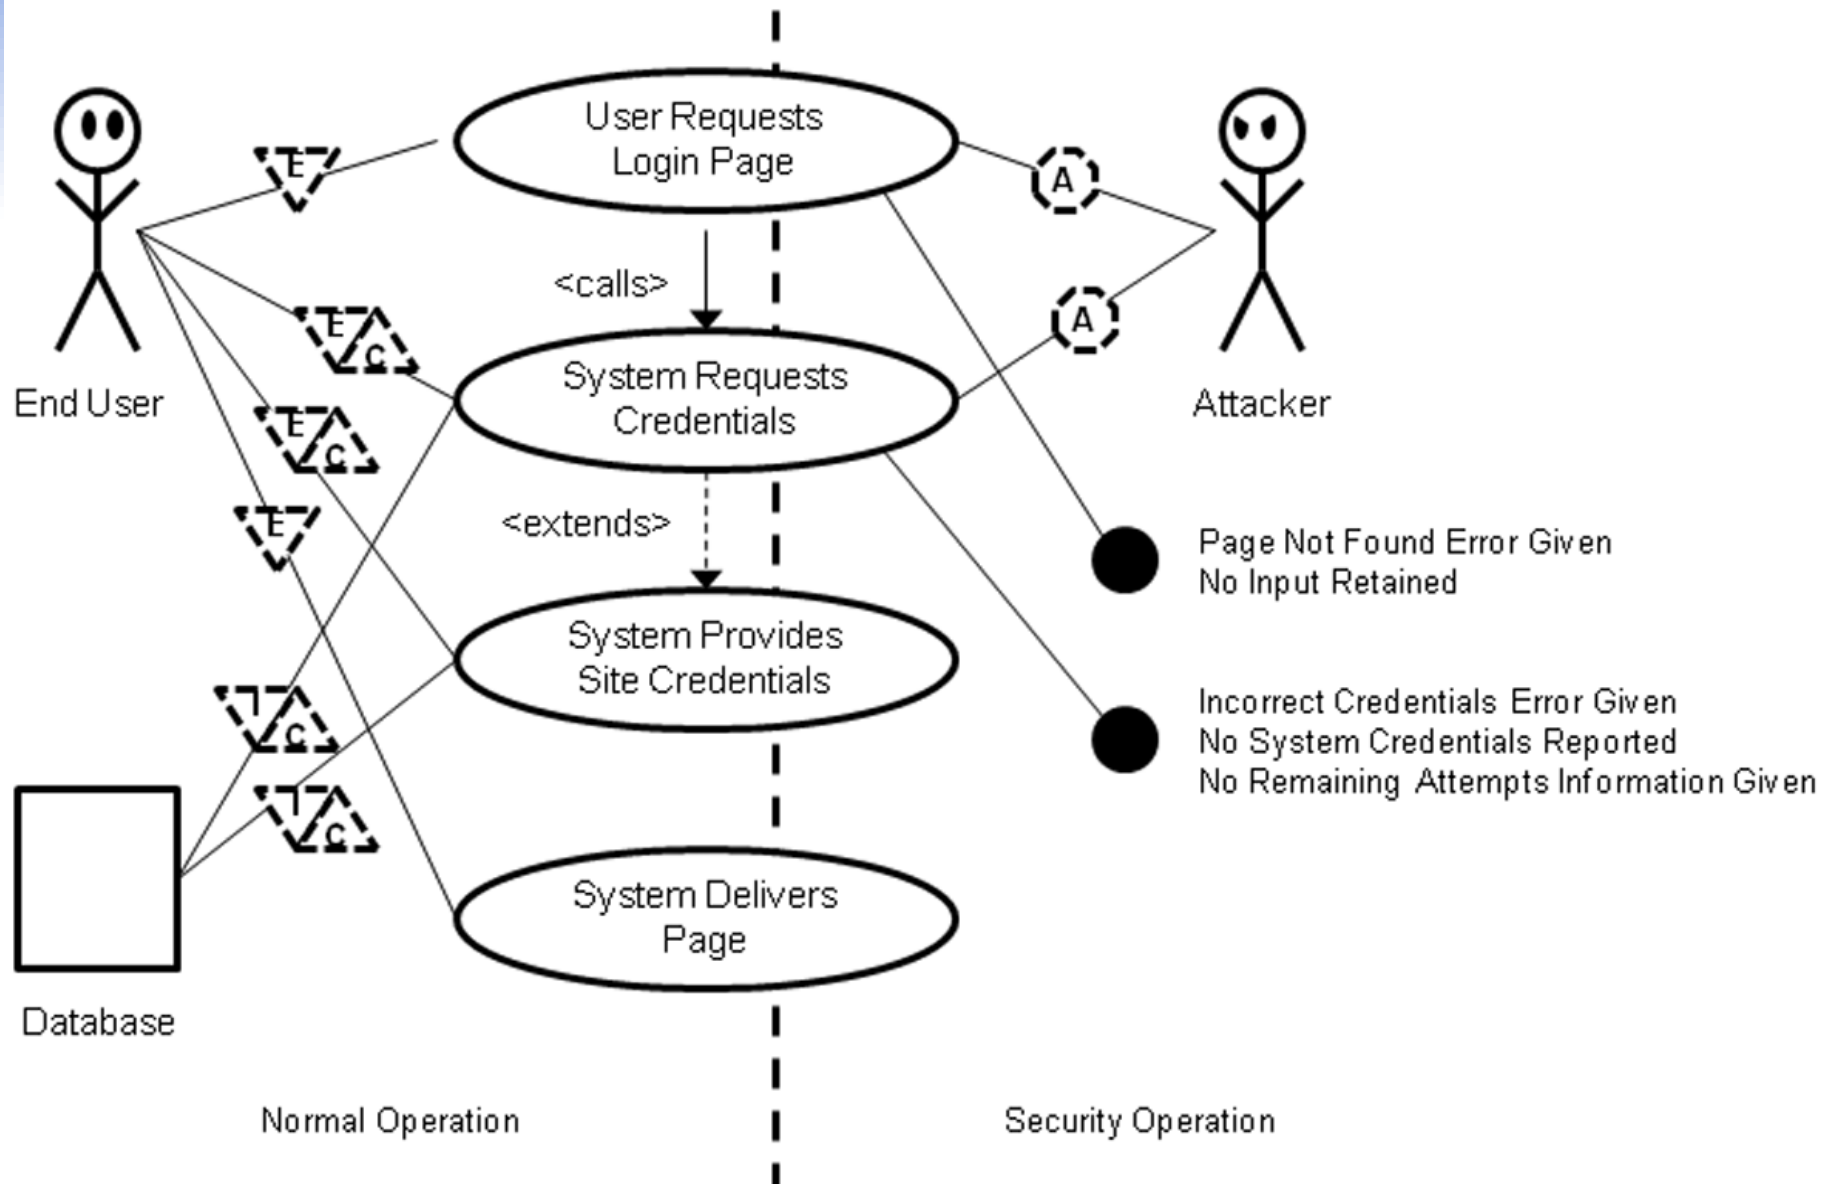 User Requests
Login Page
E
A
<calls>
E
C
A
System Requests
Credentials
End User
Attacker
E
C
E
<extends>
Page Not Found Error Given
No Input Retained
System Provides
Site Credentials
I
C
Incorrect Credentials Error Given
No System Credentials Reported
No Remaining Attempts Information Given
I
C
System Delivers
Page
Database
Normal Operation
Security Operation